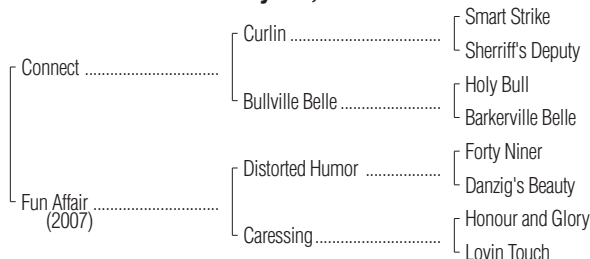 Smart Strike
Curlin
Sherriff's Deputy
Connect
Holy Bull
Bullville Belle
Barkerville Belle
Forty Niner
Distorted Humor
Danzig's Beauty
Fun Affair
(2007)
Honour and Glory
Caressing
Lovin Touch